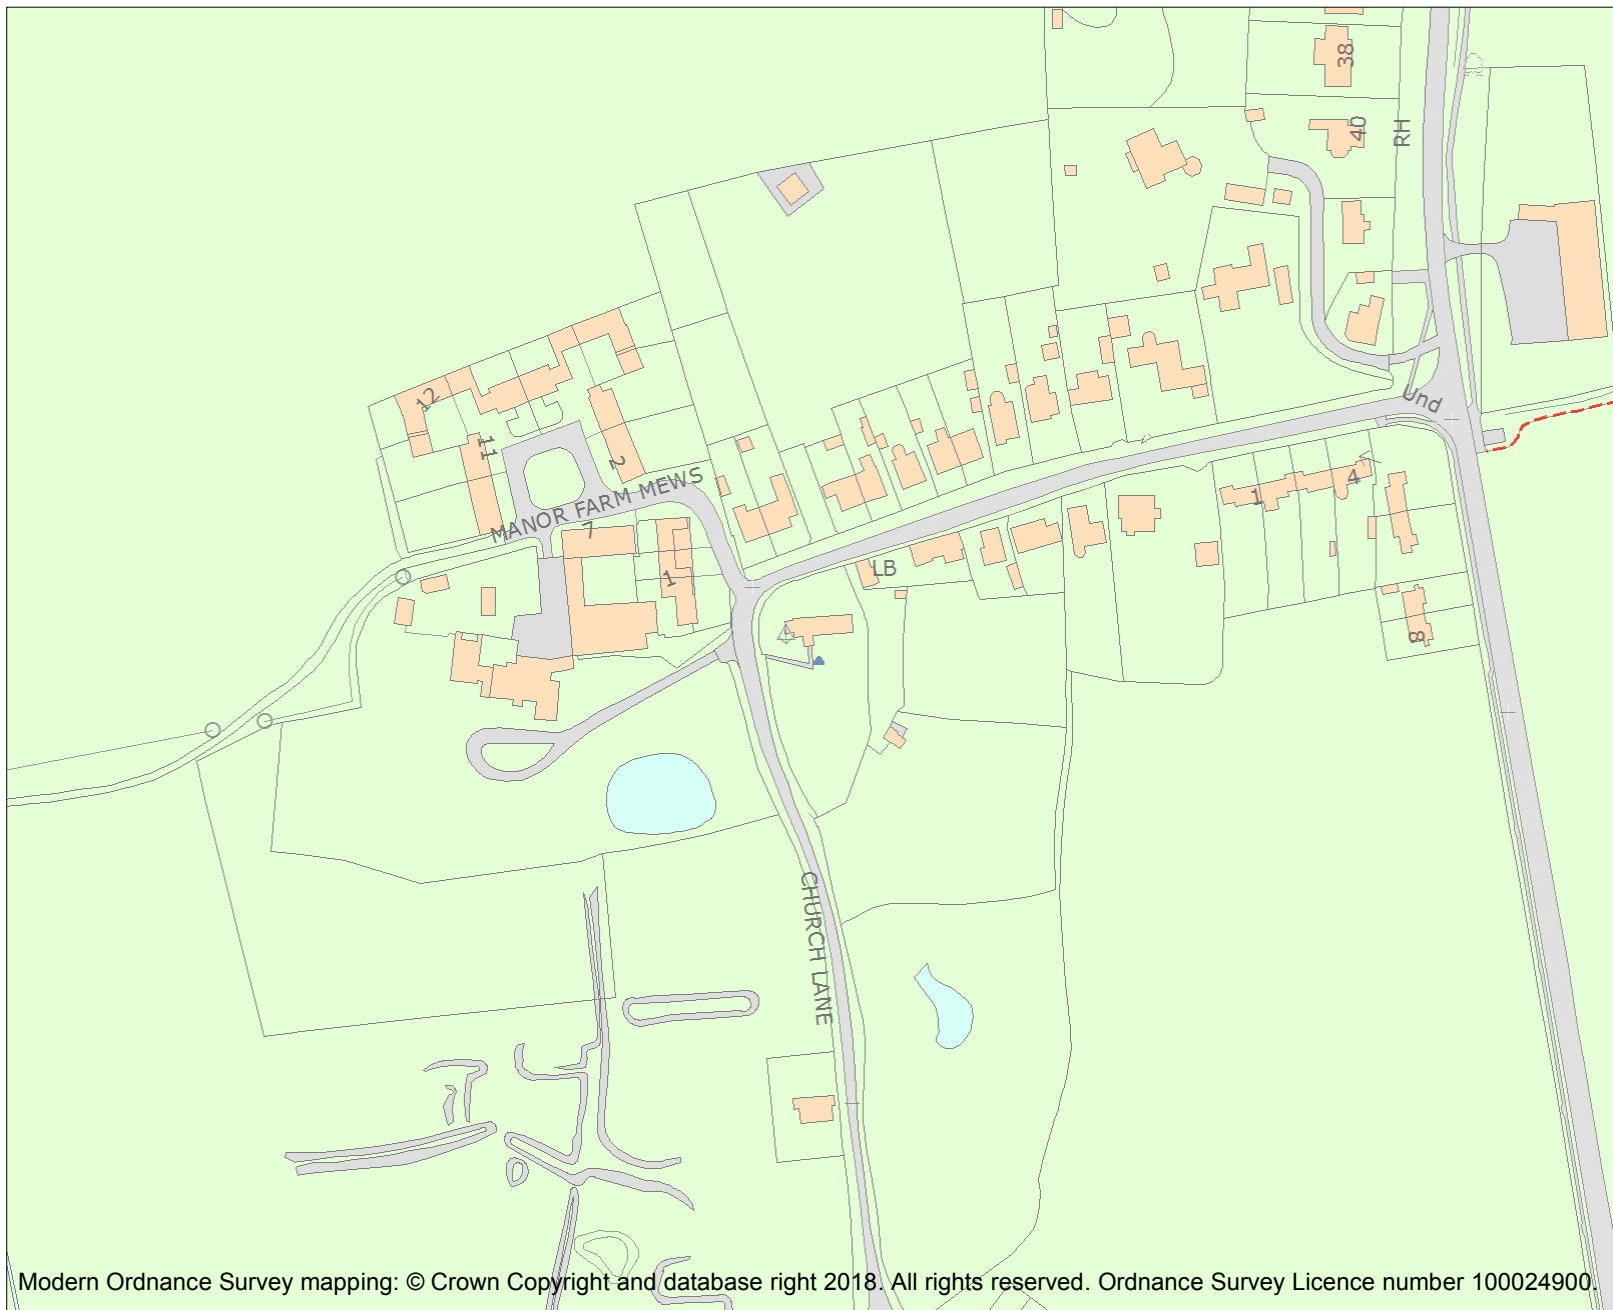 38
40
RH
Und
12
11
2
MANOR FARM MEWS
7
1
LB
1
4
8
CHURCH LANE
Modern Ordnance Survey mapping: © Crown Copyright and database right 2018. All rights reserved. Ordnance Survey Licence number 100024900.